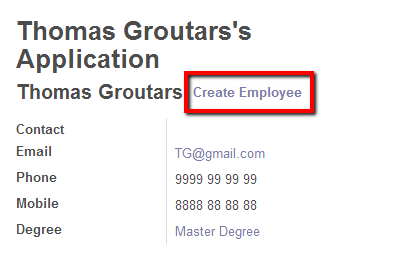 Thomas Groutars's
Application
Thomas Groutars Create Employee
Contact
Email TG@gmail.com
Phone 9999 99 99 99
Mobile 8888 88 88 88
Degree Master Degree